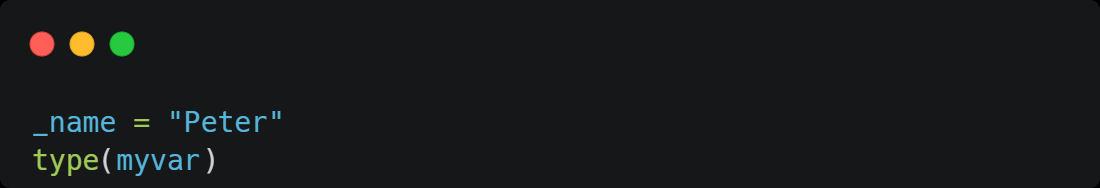 _name = "Peter"
type(myvar)